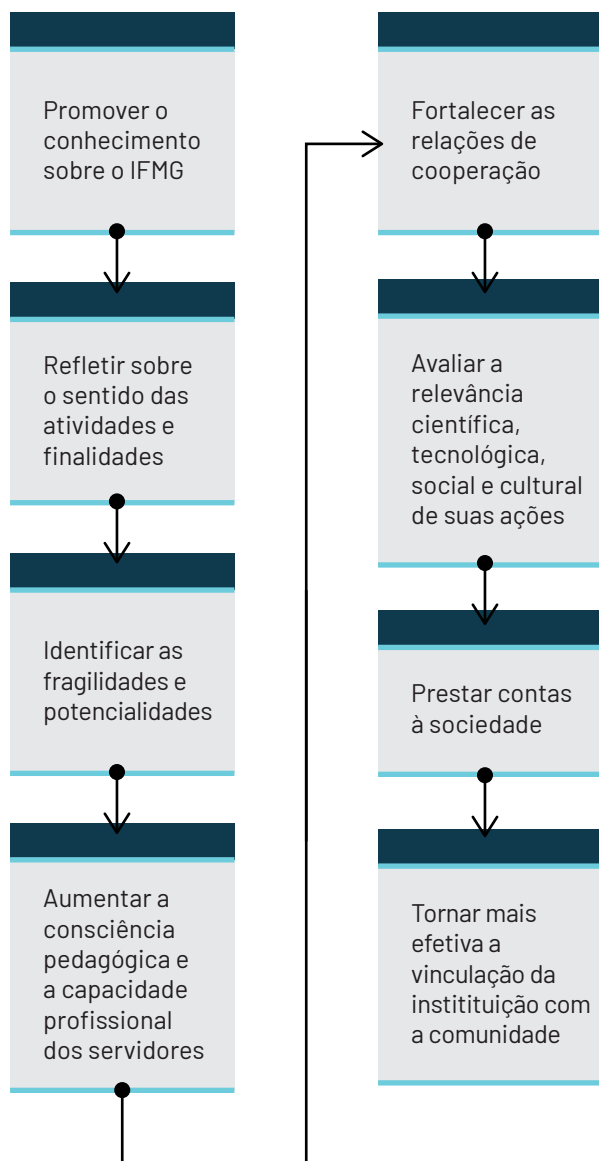 Promover o
conhecimento
sobre o IFMG
Refletir sobre
o sentido das
atividades e
finalidades
Identificar as
fragilidades e
potencialidades
Aumentar a
consciência
pedagógica e
a capacidade
profissional
dos servidores
Fortalecer as
relações de
cooperação
Avaliar a
relevância
científica,
tecnológica,
social e cultural
de suas ações
Prestar contas
à sociedade
Tornar mais
efetiva a
vinculação da
institituição com
a comunidade